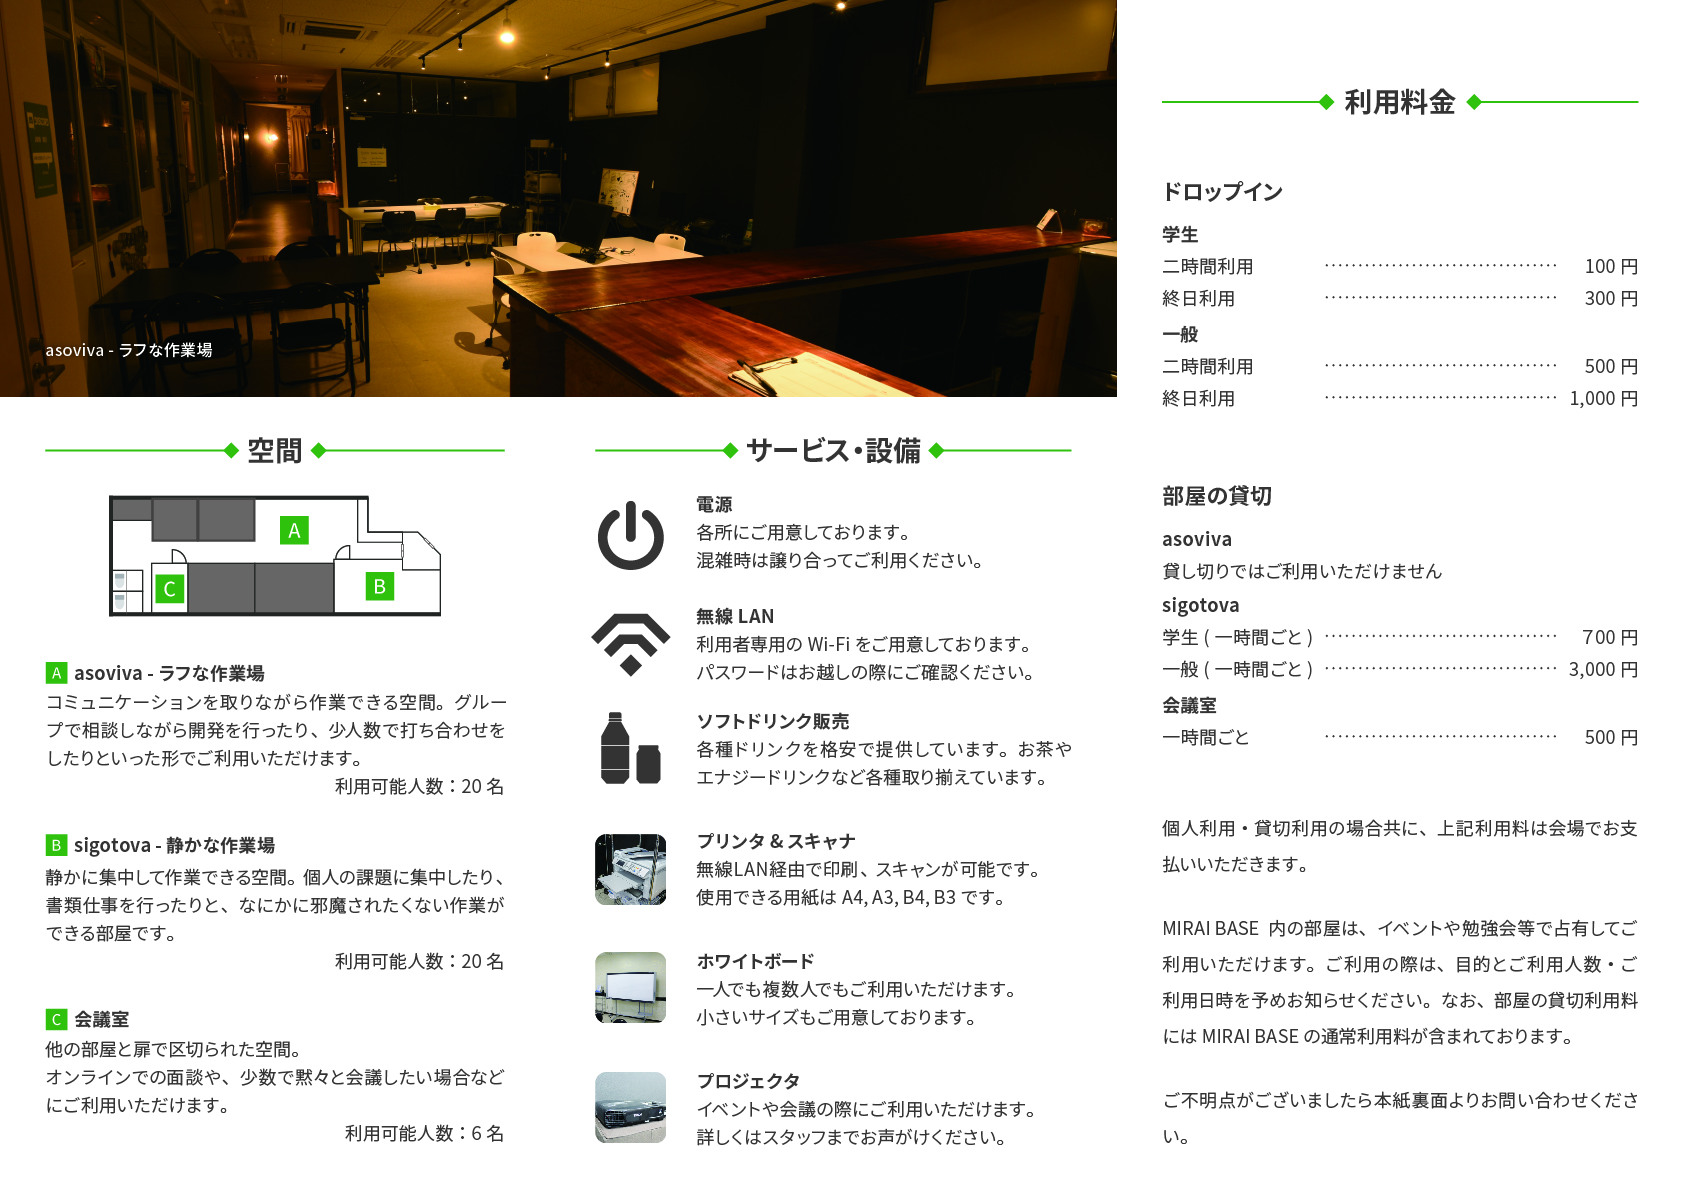 asoviva - ラフな作業場
空間
A
B
C
A asoviva - ラフな作業場
コミュニケーションを取りながら作業できる空間。グルー
プで相談しながら開発を行ったり、少人数で打ち合わせを
したりといった形でご利用いただけます。
利用可能人数：20 名
B sigotova - 静かな作業場
静かに集中して作業できる空間。個人の課題に集中したり、
書類仕事を行ったりと、なにかに邪魔されたくない作業が
できる部屋です。
利用可能人数：20 名
C 会議室
他の部屋と扉で区切られた空間。
オンラインでの面談や、少数で黙々と会議したい場合など
にご利用いただけます。
利用可能人数：6 名
サービス・設備
電源
各所にご用意しております。
混雑時は譲り合ってご利用ください。
無線 LAN
利用者専用の Wi-Fi をご用意しております。
パスワードはお越しの際にご確認ください。
ソフトドリンク販売
各種ドリンクを格安で提供しています。お茶や
エナジードリンクなど各種取り揃えています。
プリンタ & スキャナ
無線LAN経由で印刷、スキャンが可能です。
使用できる用紙は A4, A3, B4, B3 です。
ホワイトボード
一人でも複数人でもご利用いただけます。
小さいサイズもご用意しております。
プロジェクタ
イベントや会議の際にご利用いただけます。
詳しくはスタッフまでお声がけください。
利用料金
ドロップイン
学生
二時間利用 ‥‥‥‥‥‥‥‥‥‥‥‥‥‥‥‥‥ 100 円
終日利用 ‥‥‥‥‥‥‥‥‥‥‥‥‥‥‥‥‥ 300 円
一般
二時間利用 ‥‥‥‥‥‥‥‥‥‥‥‥‥‥‥‥‥ 500 円
終日利用 ‥‥‥‥‥‥‥‥‥‥‥‥‥‥‥‥‥ 1,000 円
部屋の貸切
asoviva
貸し切りではご利用いただけません
sigotova
学生 ( 一時間ごと ) ‥‥‥‥‥‥‥‥‥‥‥‥‥‥‥‥‥ 700 円
一般 ( 一時間ごと ) ‥‥‥‥‥‥‥‥‥‥‥‥‥‥‥‥‥ 3,000 円
会議室
一時間ごと ‥‥‥‥‥‥‥‥‥‥‥‥‥‥‥‥‥ 500 円
個人利用・貸切利用の場合共に、上記利用料は会場でお支
払いいただきます。
MIRAI BASE 内の部屋は、イベントや勉強会等で占有してご
利用いただけます。ご利用の際は、目的とご利用人数・ご
利用日時を予めお知らせください。なお、部屋の貸切利用料
には MIRAI BASE の通常利用料が含まれております。
ご不明点がございましたら本紙裏面よりお問い合わせくださ
い。